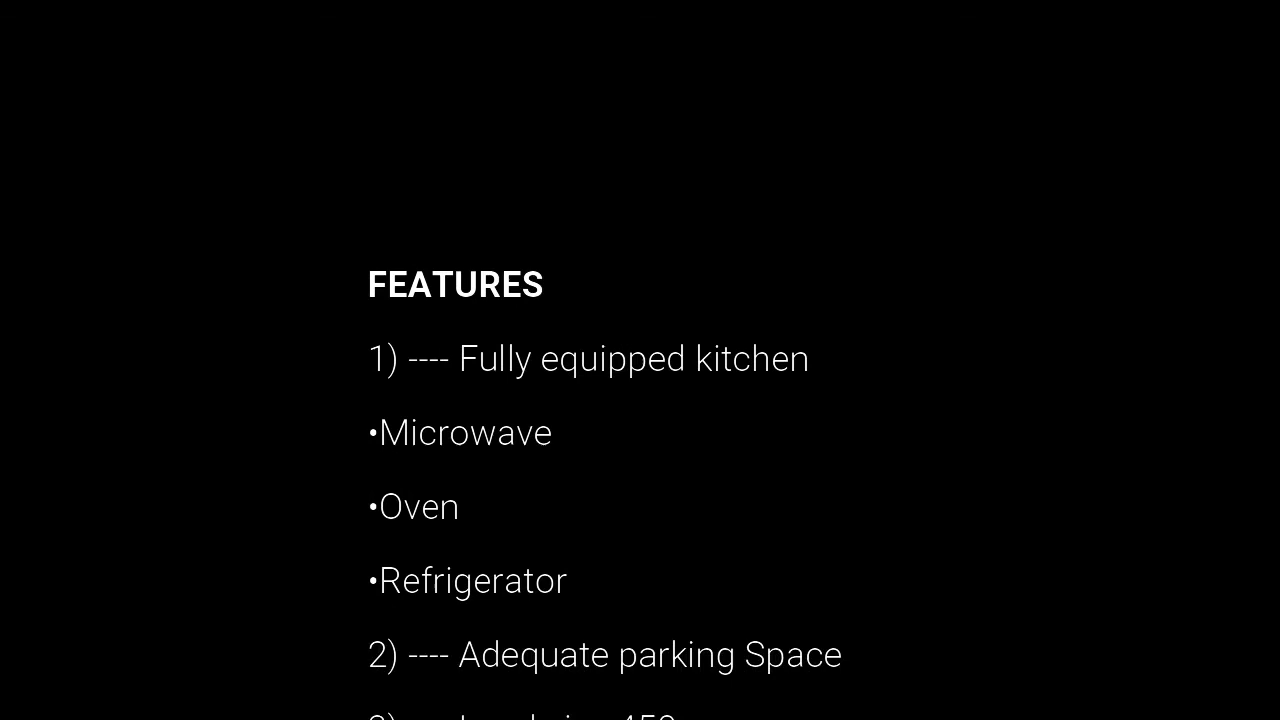 FEATURES
1) ---- Fully equipped kitchen
•Microwave
•Oven
•Refrigerator
2) ---- Adequate parking Space